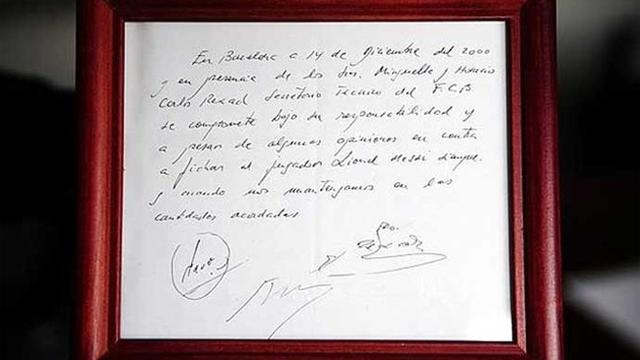 En Barcelona a 14 de Diciembre del 2000
y en presencia de los Sres. Minguella y Horacio
Carlos Rexach Secretario Tecnico del F.C.B
se compromete bajo su responsabilidad y
a pesar de algunas opiniones en contra
a fichar al jugador Lionel Messi siempre
y cuando nos mantengamos en las
cantidades acordadas